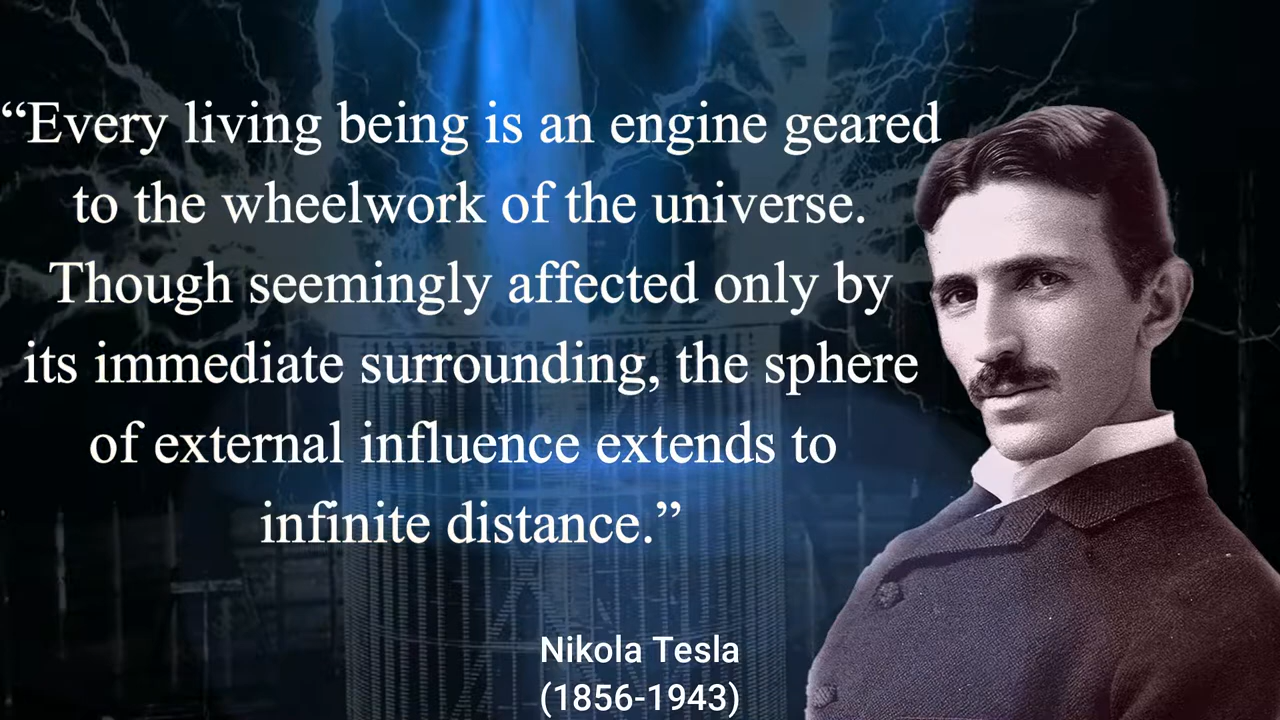 “Every living being is an engine geared
to the wheelwork of the universe.
Though seemingly affected only by
its immediate surrounding, the sphere
of external influence extends to
infinite distance.”
Nikola Tesla
(1856-1943)